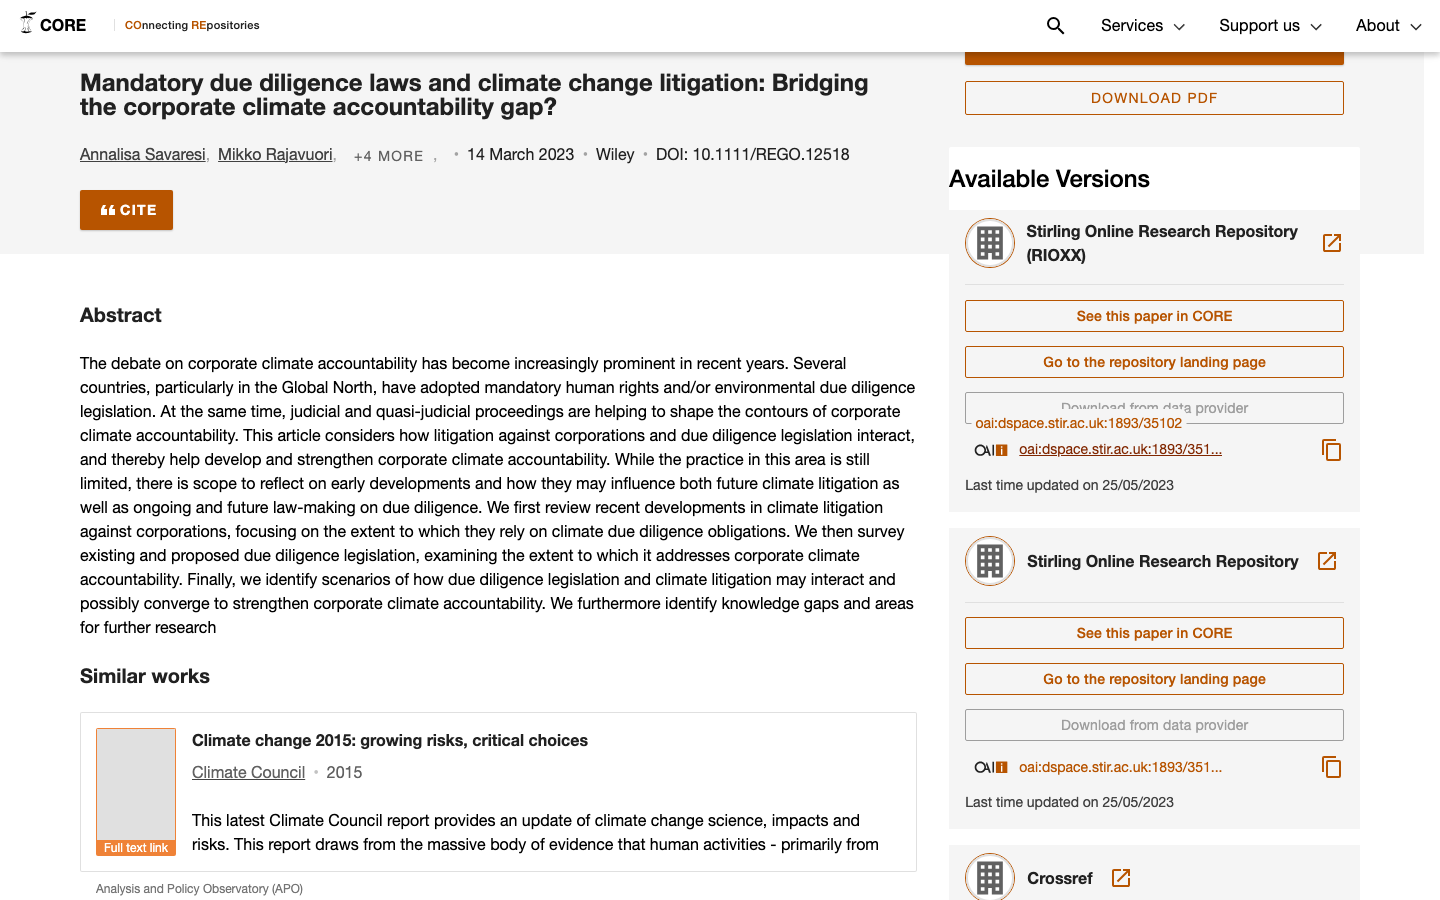 CORE
COnnecting REpositories
Services
Support us
About
Mandatory due diligence laws and climate change litigation: Bridging
the corporate climate accountability gap?
Annalisa Savaresi, Mikko Rajavuori, +4 MORE , • 14 March 2023 • Wiley • DOI: 10.1111/REGO.12518
CITE
Abstract
The debate on corporate climate accountability has become increasingly prominent in recent years. Several
countries, particularly in the Global North, have adopted mandatory human rights and/or environmental due diligence
legislation. At the same time, judicial and quasi-judicial proceedings are helping to shape the contours of corporate
climate accountability. This article considers how litigation against corporations and due diligence legislation interact,
and thereby help develop and strengthen corporate climate accountability. While the practice in this area is still
limited, there is scope to reflect on early developments and how they may influence both future climate litigation as
well as ongoing and future law-making on due diligence. We first review recent developments in climate litigation
against corporations, focusing on the extent to which they rely on climate due diligence obligations. We then survey
existing and proposed due diligence legislation, examining the extent to which it addresses corporate climate
accountability. Finally, we identify scenarios of how due diligence legislation and climate litigation may interact and
possibly converge to strengthen corporate climate accountability. We furthermore identify knowledge gaps and areas
for further research
Similar works
Full text link
Climate change 2015: growing risks, critical choices
Climate Council • 2015
This latest Climate Council report provides an update of climate change science, impacts and
risks. This report draws from the massive body of evidence that human activities - primarily from
Analysis and Policy Observatory (APO)
DOWNLOAD PDF
Available Versions
Stirling Online Research Repository
(RIOXX)
See this paper in CORE
Go to the repository landing page
Download from data provider
oai:dspace.stir.ac.uk:1893/35102
OAI oai:dspace.stir.ac.uk:1893/351...
Last time updated on 25/05/2023
Stirling Online Research Repository
See this paper in CORE
Go to the repository landing page
Download from data provider
OAI oai:dspace.stir.ac.uk:1893/351...
Last time updated on 25/05/2023
Crossref